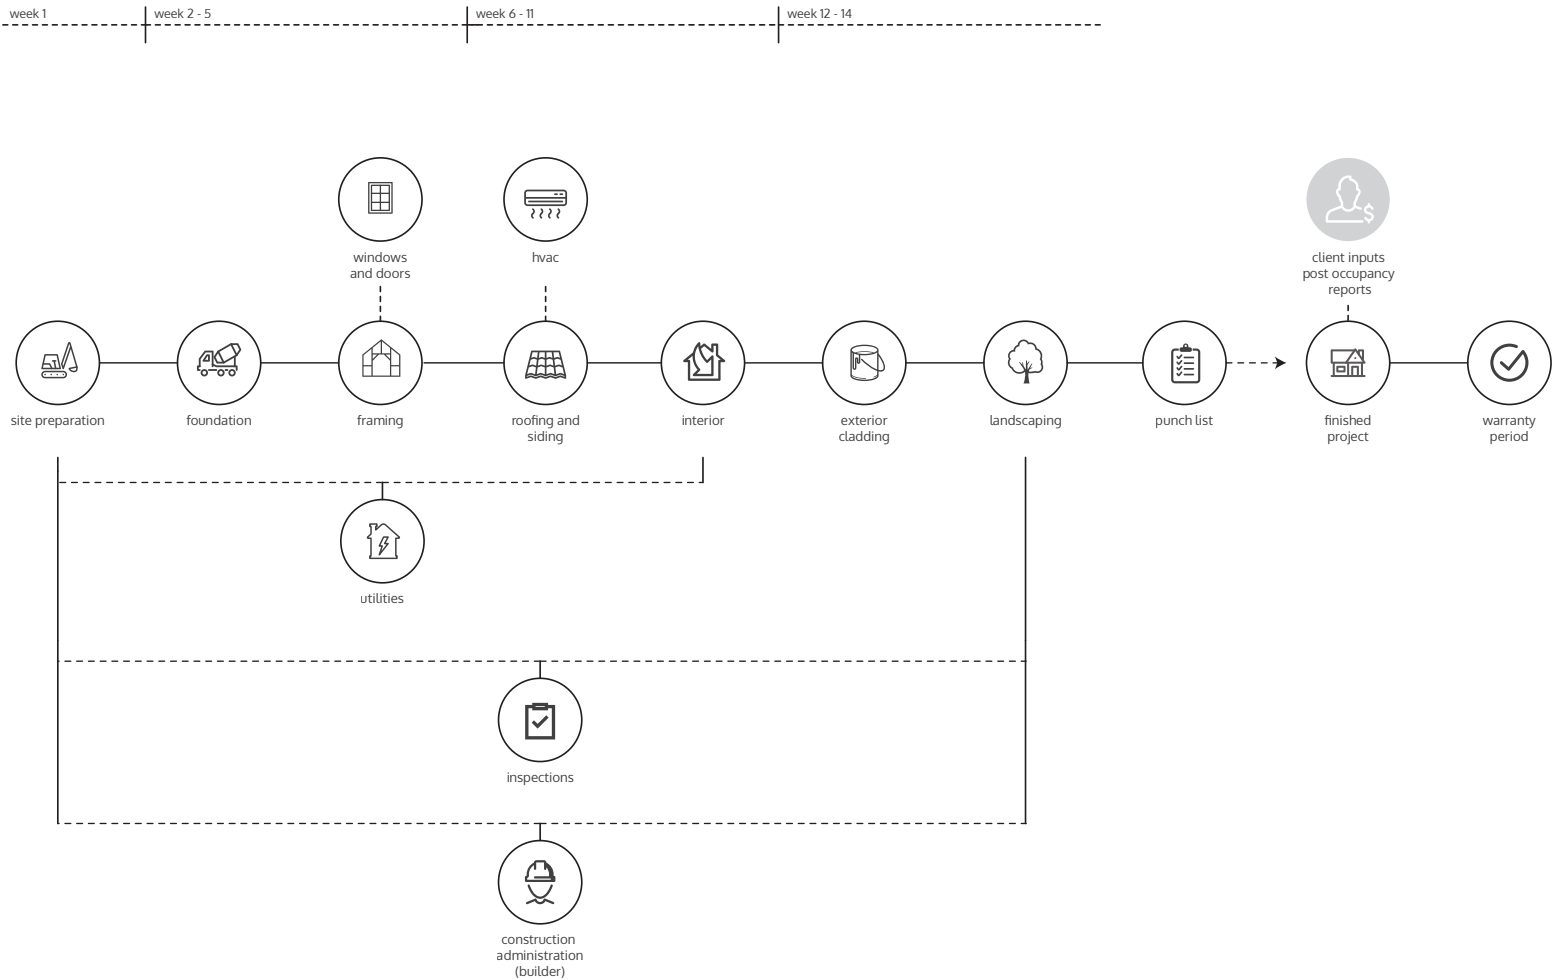 week 1
week 2 - 5
week 6 - 11
week 12 - 14
windows
and doors
hvac
client inputs
post occupancy
reports
site preparation
foundation
framing
roofing and
siding
interior
exterior
cladding
landscaping
punch list
finished
project
warranty
period
utilities
inspections
construction
administration
(builder)